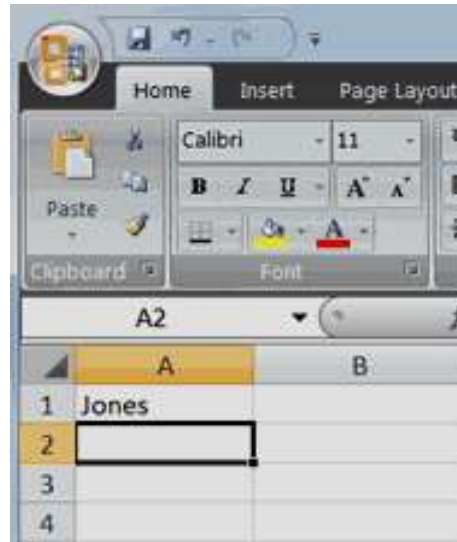 Home Insert Page Layout
Calibri 11
B I U A A
Paste
A
Clipboard Font
A2
A B
1 Jones
2
3
4